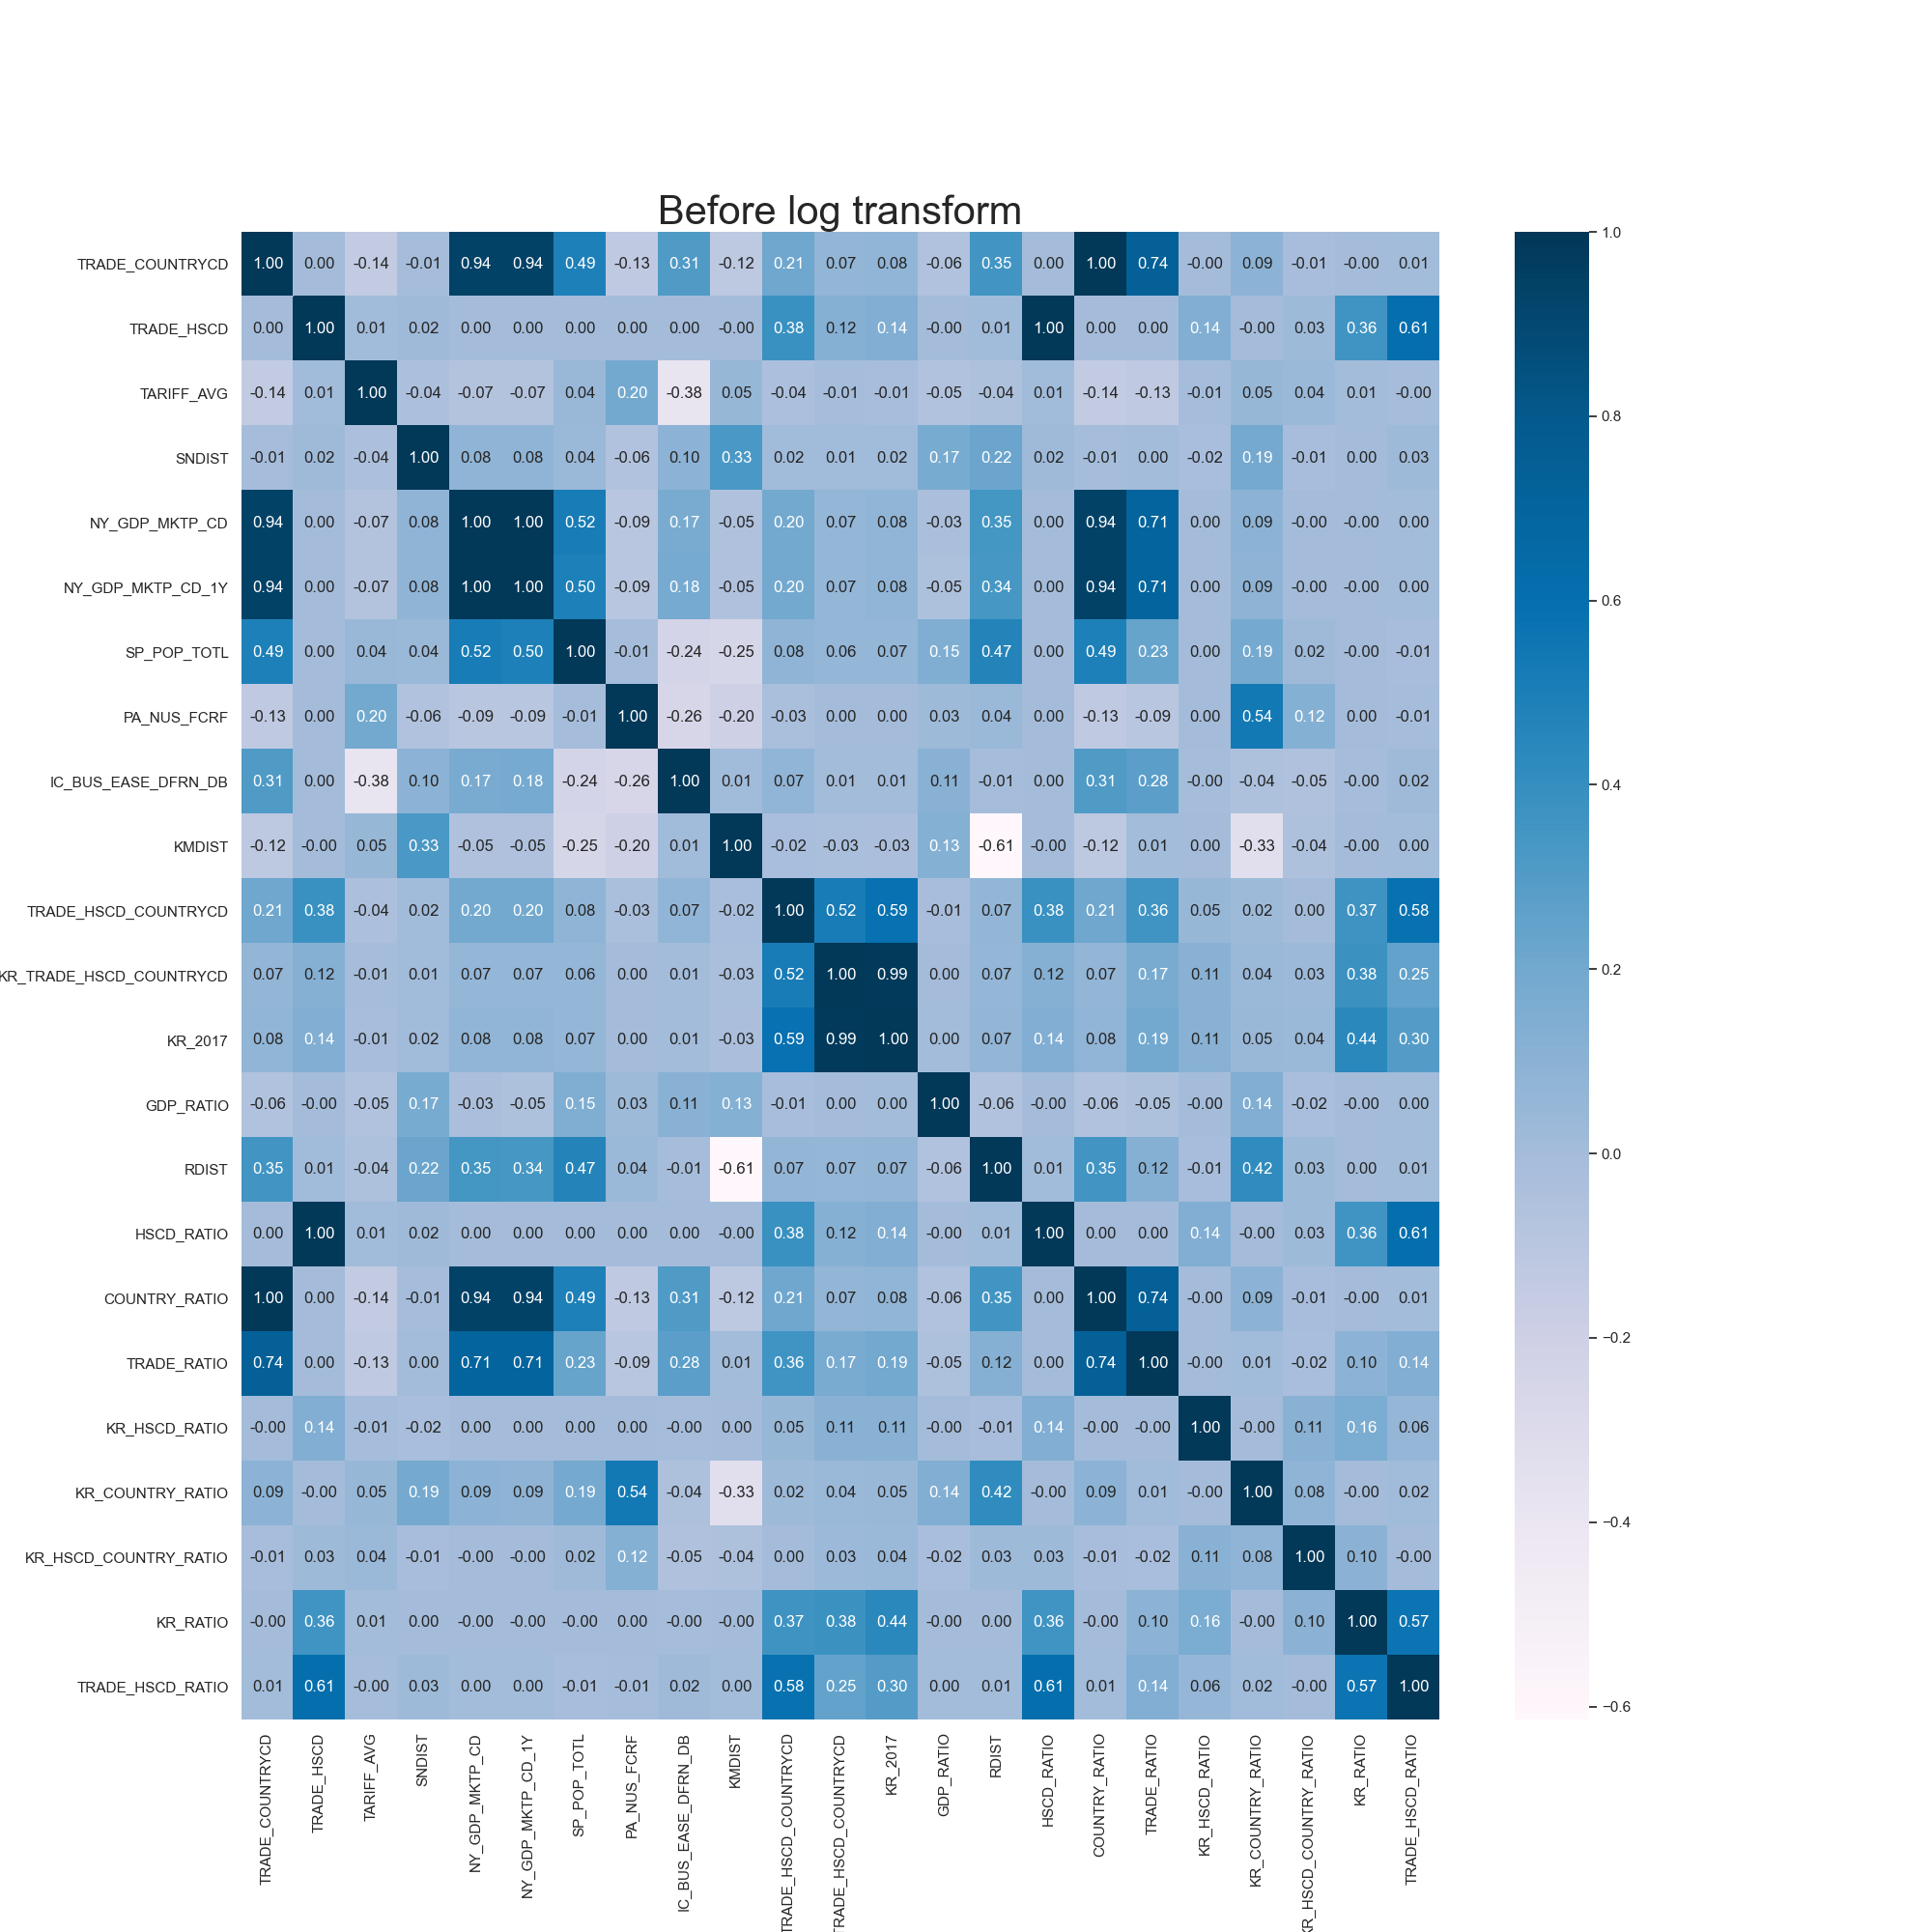 Before log transform
TRADE_COUNTRYCD 1.00 0.00 -0.14 -0.01 0.94 0.94 0.49 -0.13 0.31 -0.12 0.21 0.07 0.08 -0.06 0.35 0.00 1.00 0.74 -0.00 0.09 -0.01 -0.00 0.01
TRADE_HSCD 0.00 1.00 0.01 0.02 0.00 0.00 0.00 0.00 0.00 -0.00 0.38 0.12 0.14 -0.00 0.01 1.00 0.00 0.00 0.14 -0.00 0.03 0.36 0.61
TARIFF_AVG -0.14 0.01 1.00 -0.04 -0.07 -0.07 0.04 0.20 -0.38 0.05 -0.04 -0.01 -0.01 -0.05 -0.04 0.01 -0.14 -0.13 -0.01 0.05 0.04 0.01 -0.00
SNDIST -0.01 0.02 -0.04 1.00 0.08 0.08 0.04 -0.06 0.10 0.33 0.02 0.01 0.02 0.17 0.22 0.02 -0.01 0.00 -0.02 0.19 -0.01 0.00 0.03
NY_GDP_MKTP_CD 0.94 0.00 -0.07 0.08 1.00 1.00 0.52 -0.09 0.17 -0.05 0.20 0.07 0.08 -0.03 0.35 0.00 0.94 0.71 0.00 0.09 -0.00 -0.00 0.00
NY_GDP_MKTP_CD_1Y 0.94 0.00 -0.07 0.08 1.00 1.00 0.50 -0.09 0.18 -0.05 0.20 0.07 0.08 -0.05 0.34 0.00 0.94 0.71 0.00 0.09 -0.00 -0.00 0.00
SP_POP_TOTL 0.49 0.00 0.04 0.04 0.52 0.50 1.00 -0.01 -0.24 -0.25 0.08 0.06 0.07 0.15 0.47 0.00 0.49 0.23 0.00 0.19 0.02 -0.00 -0.01
PA_NUS_FCRF -0.13 0.00 0.20 -0.06 -0.09 -0.09 -0.01 1.00 -0.26 -0.20 -0.03 0.00 0.00 0.03 0.04 0.00 -0.13 -0.09 0.00 0.54 0.12 0.00 -0.01
IC_BUS_EASE_DFRN_DB 0.31 0.00 -0.38 0.10 0.17 0.18 -0.24 -0.26 1.00 0.01 0.07 0.01 0.01 0.11 -0.01 0.00 0.31 0.28 -0.00 -0.04 -0.05 -0.00 0.02
KMDIST -0.12 -0.00 0.05 0.33 -0.05 -0.05 -0.25 -0.20 0.01 1.00 -0.02 -0.03 -0.03 0.13 -0.61 -0.00 -0.12 0.01 0.00 -0.33 -0.04 -0.00 0.00
TRADE_HSCD_COUNTRYCD 0.21 0.38 -0.04 0.02 0.20 0.20 0.08 -0.03 0.07 -0.02 1.00 0.52 0.59 -0.01 0.07 0.38 0.21 0.36 0.05 0.02 0.00 0.37 0.58
KR_TRADE_HSCD_COUNTRYCD 0.07 0.12 -0.01 0.01 0.07 0.07 0.06 0.00 0.01 -0.03 0.52 1.00 0.99 0.00 0.07 0.12 0.07 0.17 0.11 0.04 0.03 0.38 0.25
KR_2017 0.08 0.14 -0.01 0.02 0.08 0.08 0.07 0.00 0.01 -0.03 0.59 0.99 1.00 0.00 0.07 0.14 0.08 0.19 0.11 0.05 0.04 0.44 0.30
GDP_RATIO -0.06 -0.00 -0.05 0.17 -0.03 -0.05 0.15 0.03 0.11 0.13 -0.01 0.00 0.00 1.00 -0.06 -0.00 -0.06 -0.05 -0.00 0.14 -0.02 -0.00 0.00
RDIST 0.35 0.01 -0.04 0.22 0.35 0.34 0.47 0.04 -0.01 -0.61 0.07 0.07 0.07 -0.06 1.00 0.01 0.35 0.12 -0.01 0.42 0.03 0.00 0.01
HSCD_RATIO 0.00 1.00 0.01 0.02 0.00 0.00 0.00 0.00 0.00 -0.00 0.38 0.12 0.14 -0.00 0.01 1.00 0.00 0.00 0.14 -0.00 0.03 0.36 0.61
COUNTRY_RATIO 1.00 0.00 -0.14 -0.01 0.94 0.94 0.49 -0.13 0.31 -0.12 0.21 0.07 0.08 -0.06 0.35 0.00 1.00 0.74 -0.00 0.09 -0.01 -0.00 0.01
TRADE_RATIO 0.74 0.00 -0.13 0.00 0.71 0.71 0.23 -0.09 0.28 0.01 0.36 0.17 0.19 -0.05 0.12 0.00 0.74 1.00 -0.00 0.01 -0.02 0.10 0.14
KR_HSCD_RATIO -0.00 0.14 -0.01 -0.02 0.00 0.00 0.00 0.00 -0.00 0.00 0.05 0.11 0.11 -0.00 -0.01 0.14 -0.00 -0.00 1.00 -0.00 0.11 0.16 0.06
KR_COUNTRY_RATIO 0.09 -0.00 0.05 0.19 0.09 0.09 0.19 0.54 -0.04 -0.33 0.02 0.04 0.05 0.14 0.42 -0.00 0.09 0.01 -0.00 1.00 0.08 -0.00 0.02
KR_HSCD_COUNTRY_RATIO -0.01 0.03 0.04 -0.01 -0.00 -0.00 0.02 0.12 -0.05 -0.04 0.00 0.03 0.04 -0.02 0.03 0.03 -0.01 -0.02 0.11 0.08 1.00 0.10 -0.00
KR_RATIO -0.00 0.36 0.01 0.00 -0.00 -0.00 -0.00 0.00 -0.00 -0.00 0.37 0.38 0.44 -0.00 0.00 0.36 -0.00 0.10 0.16 -0.00 0.10 1.00 0.57
TRADE_HSCD_RATIO 0.01 0.61 -0.00 0.03 0.00 0.00 -0.01 -0.01 0.02 0.00 0.58 0.25 0.30 0.00 0.01 0.61 0.01 0.14 0.06 0.02 -0.00 0.57 1.00
TRADE_COUNTRYCD
TRADE_HSCD
TARIFF_AVG
SNDIST
NY_GDP_MKTP_CD
NY_GDP_MKTP_CD_1Y
SP_POP_TOTL
PA_NUS_FCRF
IC_BUS_EASE_DFRN_DB
KMDIST
TRADE_HSCD_COUNTRYCD
TRADE_HSCD_COUNTRYCD
KR_2017
GDP_RATIO
RDIST
HSCD_RATIO
COUNTRY_RATIO
TRADE_RATIO
KR_HSCD_RATIO
KR_COUNTRY_RATIO
KR_HSCD_COUNTRY_RATIO
KR_RATIO
TRADE_HSCD_RATIO
1.0
0.8
0.6
0.4
0.2
0.0
−0.2
−0.4
−0.6